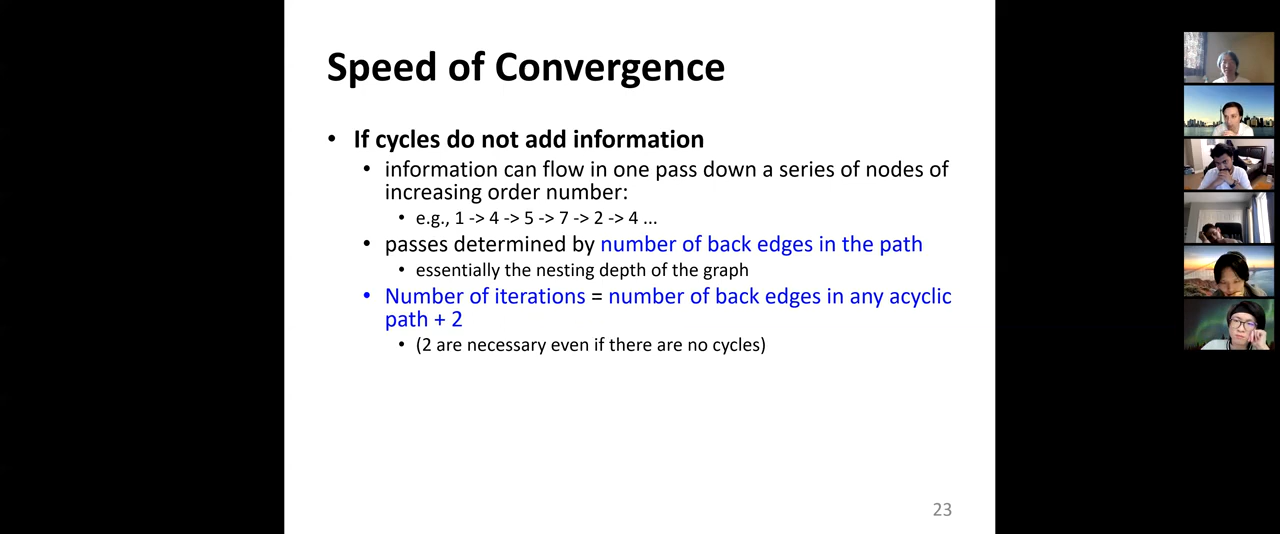 Speed of Convergence
• If cycles do not add information
• information can flow in one pass down a series of nodes of
increasing order number:
• e.g., 1 -> 4 -> 5 -> 7 -> 2 -> 4 ...
• passes determined by number of back edges in the path
• essentially the nesting depth of the graph
• Number of iterations = number of back edges in any acyclic
path + 2
• (2 are necessary even if there are no cycles)
23